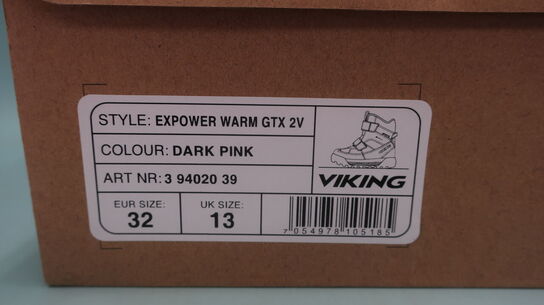 STYLE: EXPOWER WARM GTX 2V
COLOUR: DARK PINK
ART NR: 3 94020 39
VIKING
EUR SIZE: UK SIZE:
32 13
7 054978 105185